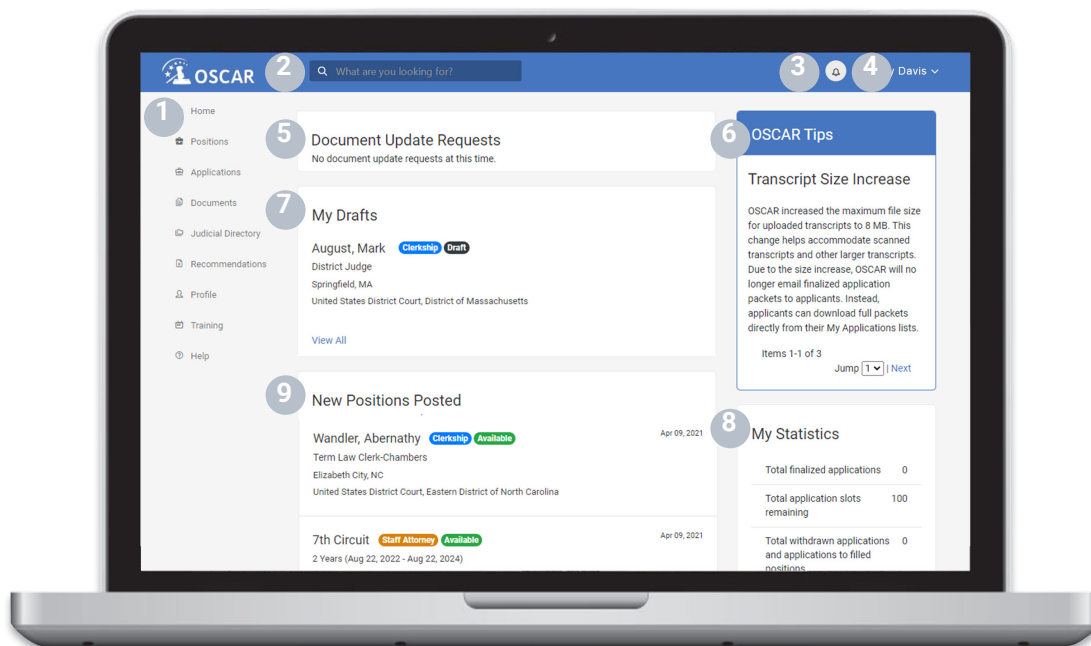 OSCAR
2
What are you looking for?
3
4
Davis
1
Home
Positions
Applications
Documents
Judicial Directory
Recommendations
Profile
Training
Help
5
Document Update Requests
No document update requests at this time.
7
My Drafts
August, Mark Clerkship Draft
District Judge
Springfield, MA
United States District Court, District of Massachusetts
View All
9
New Positions Posted
Wandler, Abernathy Clerkship Available Apr 09, 2021
Term Law Clerk-Chambers
Elizabeth City, NC
United States District Court, Eastern District of North Carolina
7th Circuit Staff Attorney Available Apr 09, 2021
2 Years (Aug 22, 2022 - Aug 22, 2024)
6
OSCAR Tips
Transcript Size Increase
OSCAR increased the maximum file size
for uploaded transcripts to 8 MB. This
change helps accommodate scanned
transcripts and other larger transcripts.
Due to the size increase, OSCAR will no
longer email finalized application
packets to applicants. Instead,
applicants can download full packets
directly from their My Applications lists.
Items 1-1 of 3
Jump 1 | Next
8
My Statistics
Total finalized applications 0
Total application slots 100
remaining
Total withdrawn applications 0
and applications to filled
positions